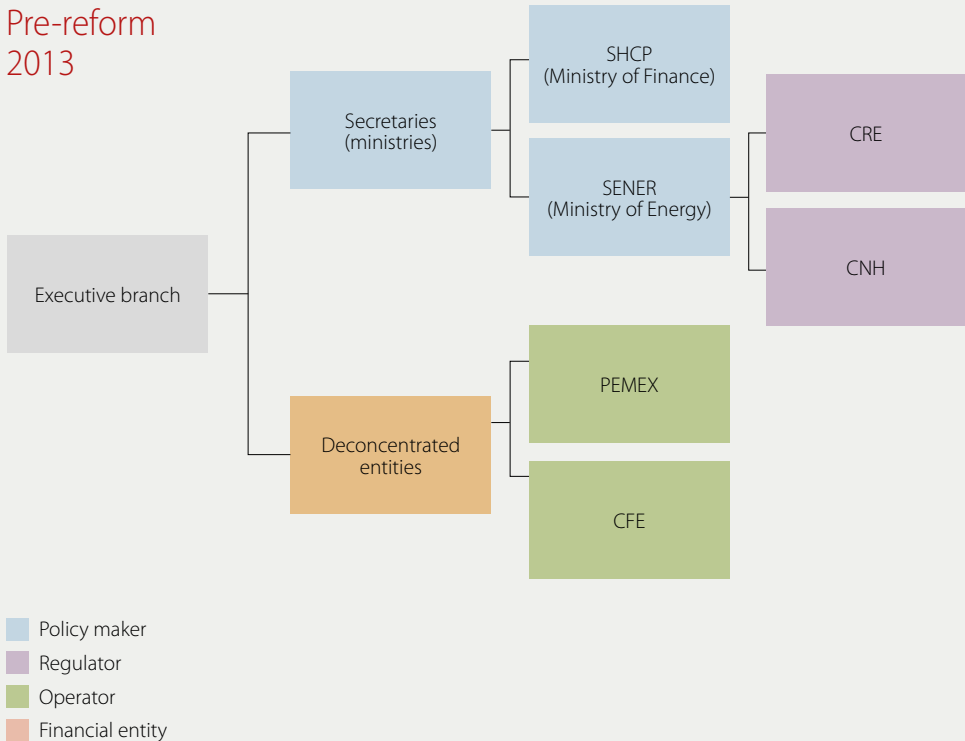 Pre-reform
2013
SHCP
(Ministry of Finance)
Secretaries
(ministries)
CRE
SENER
(Ministry of Energy)
CNH
Executive branch
PEMEX
Deconcentrated
entities
CFE
Policy maker
Regulator
Operator
Financial entity